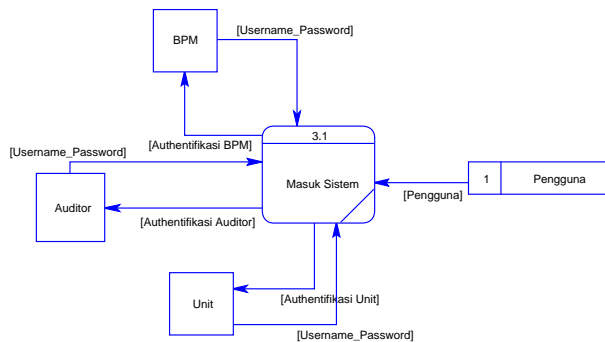 BPM
[Username_Password]
3.1
[Authentifikasi BPM]
[Username_Password]
Masuk Sistem
1
Pengguna
[Pengguna]
Auditor
[Authentifikasi Auditor]
Unit
[Authentifikasi Unit]
[Username_Password]